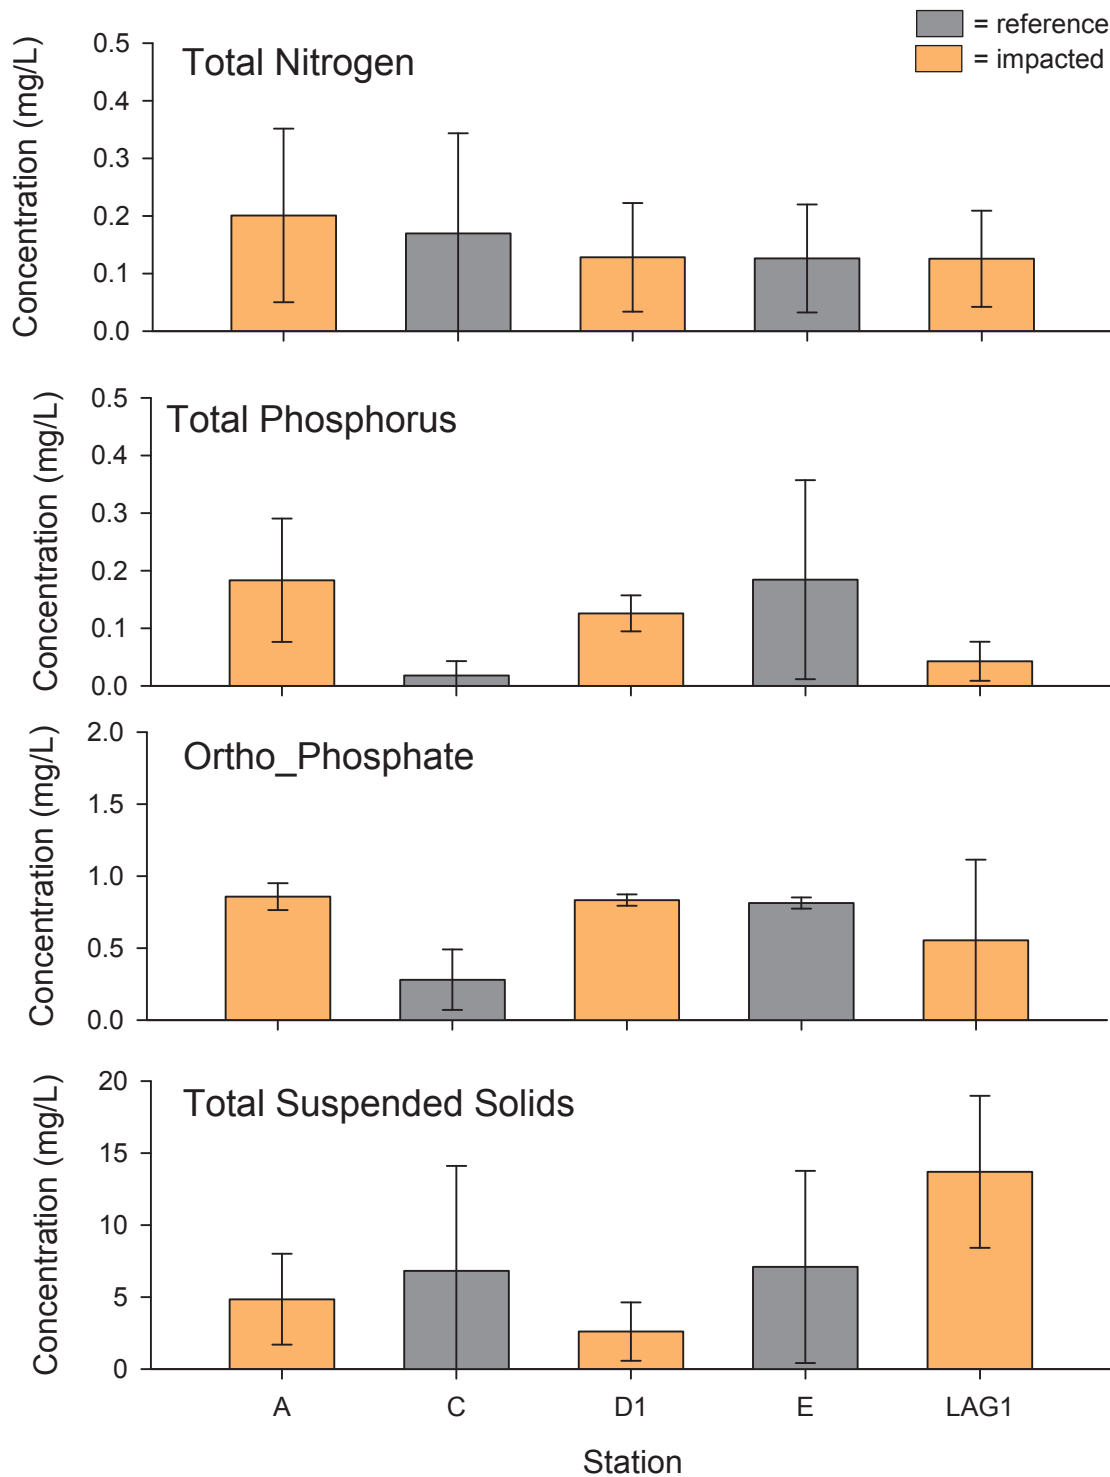 = reference
= impacted
Total Nitrogen
Concentration (mg/L)
0.5
0.4
0.3
0.2
0.1
0.0
Total Phosphorus
Concentration (mg/L)
0.5
0.4
0.3
0.2
0.1
0.0
Ortho_Phosphate
Concentration (mg/L)
2.0
1.5
1.0
0.5
0.0
Total Suspended Solids
Concentration (mg/L)
20
15
10
5
0
A C D1 E LAG1
Station